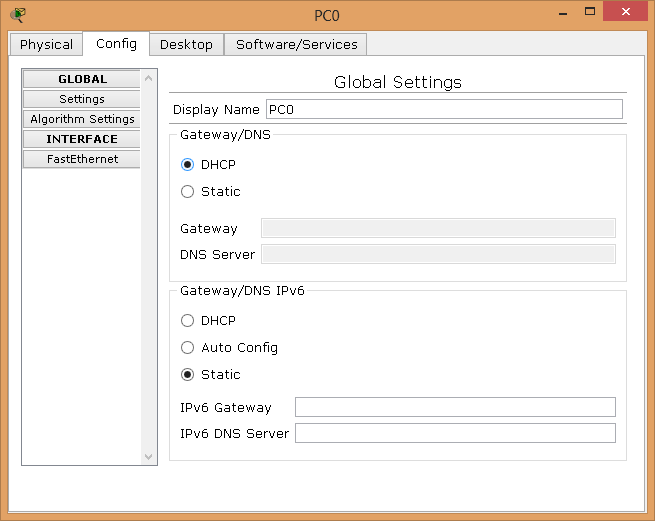 PC0
Physical Config Desktop Software/Services
GLOBAL
Settings
Algorithm Settings
INTERFACE
FastEthernet
Global Settings
Display Name PC0
Gateway/DNS
DHCP
Static
Gateway
DNS Server
Gateway/DNS IPv6
DHCP
Auto Config
Static
IPv6 Gateway
IPv6 DNS Server